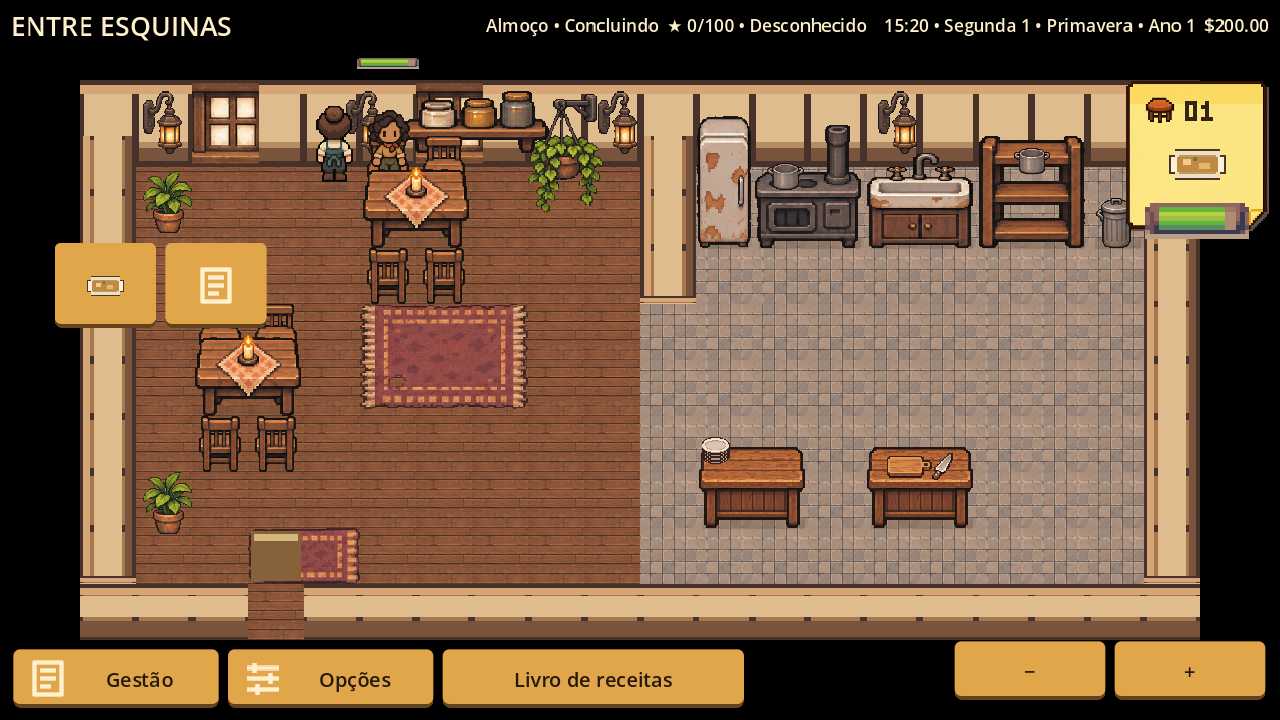 ENTRE ESQUINAS
Almoço • Concluindo ★ 0/100 • Desconhecido 15:20 • Segunda 1 • Primavera • Ano 1 $200.00
01
Gestão
Opções
Livro de receitas
−
+